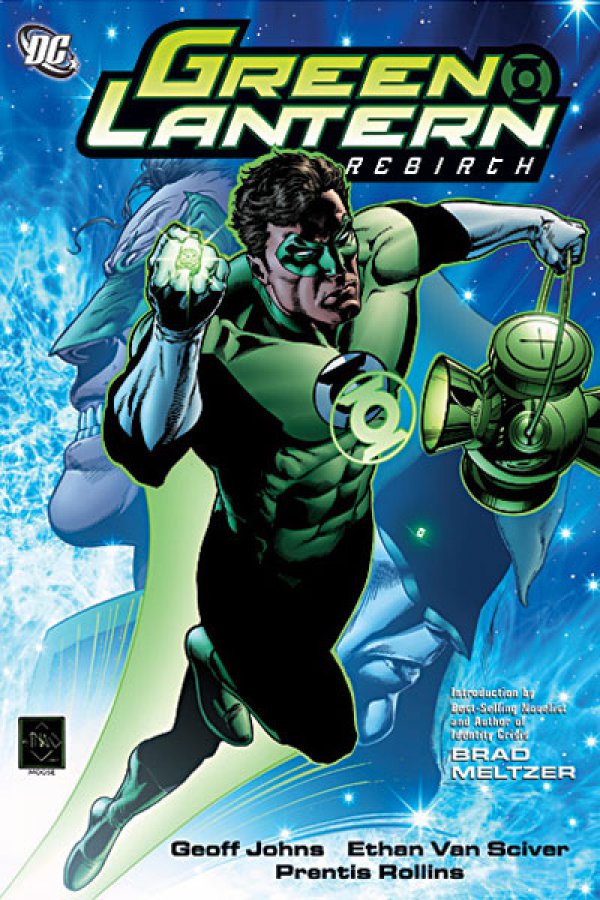 DC
GREEN
LANTERN
REBIRTH
Introduction by
Best-Selling Novelist
and Author of
Identity Crisis
BRAD
MELTZER
MOOSE
Geoff Johns Ethan Van Sciver
Prentis Rollins